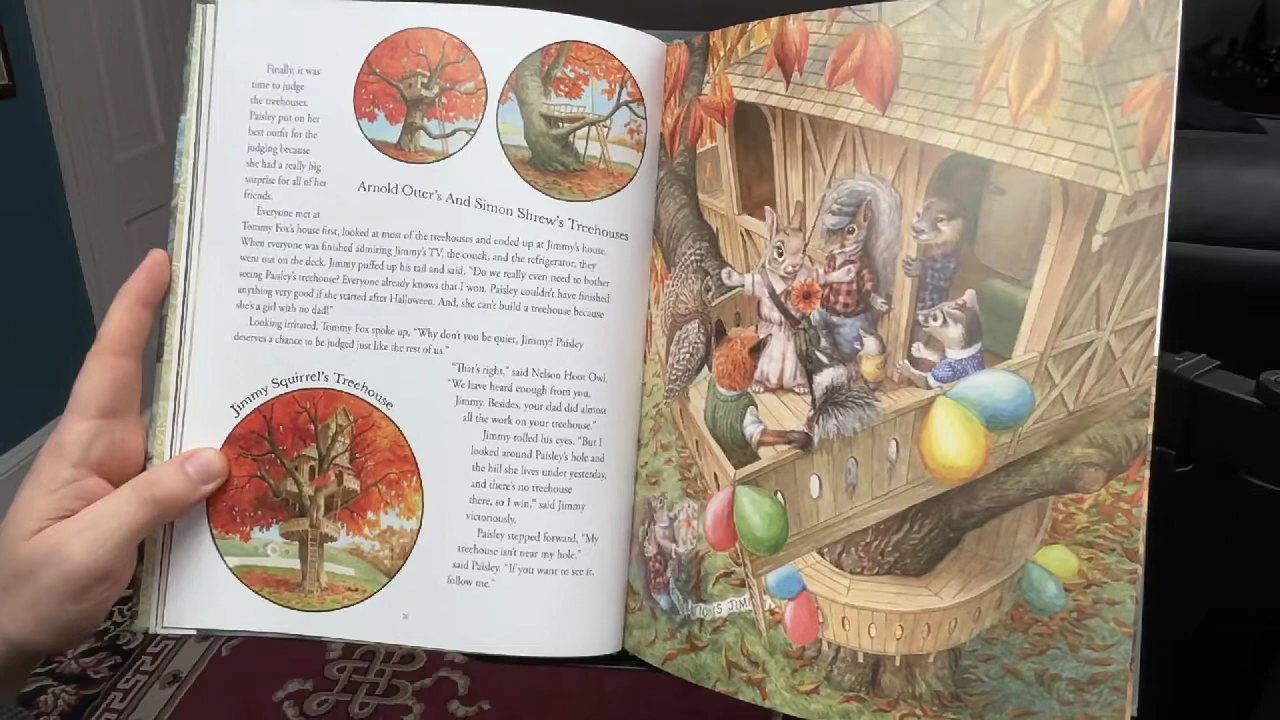 Finally, it was
time to judge
the treehouses.
Paisley put on her
best outfit for the
judging because
she had a really big
surprise for all of her
friends.
Arnold Otter's And Simon Shrew's Treehouses
Everyone met at
Tommy Fox's house first, looked at most of the treehouses and ended up at Jimmy's house.
When everyone was finished admiring Jimmy's TV, the couch, and the refrigerator, they
went out on the deck. Jimmy puffed up his tail and said, "Do we really even need to bother
seeing Paisley's treehouse? Everyone already knows that I won. Paisley couldn't have finished
anything very good if she started after Halloween. And, she can't build a treehouse because
she's a girl with no dad!"
Looking irritated, Tommy Fox spoke up, "Why don't you be quiet, Jimmy? Paisley
deserves a chance to be judged just like the rest of us."
Jimmy Squirrel's Treehouse
"That's right," said Nelson Hoot Owl.
"We have heard enough from you,
Jimmy. Besides, your dad did almost
all the work on your treehouse."
Jimmy rolled his eyes. "But I
looked around Paisley's hole and
the hill she lives under yesterday,
and there's no treehouse
there, so I win," said Jimmy
victoriously.
Paisley stepped forward, "My
treehouse isn't near my hole,"
said Paisley. "If you want to see it,
follow me."